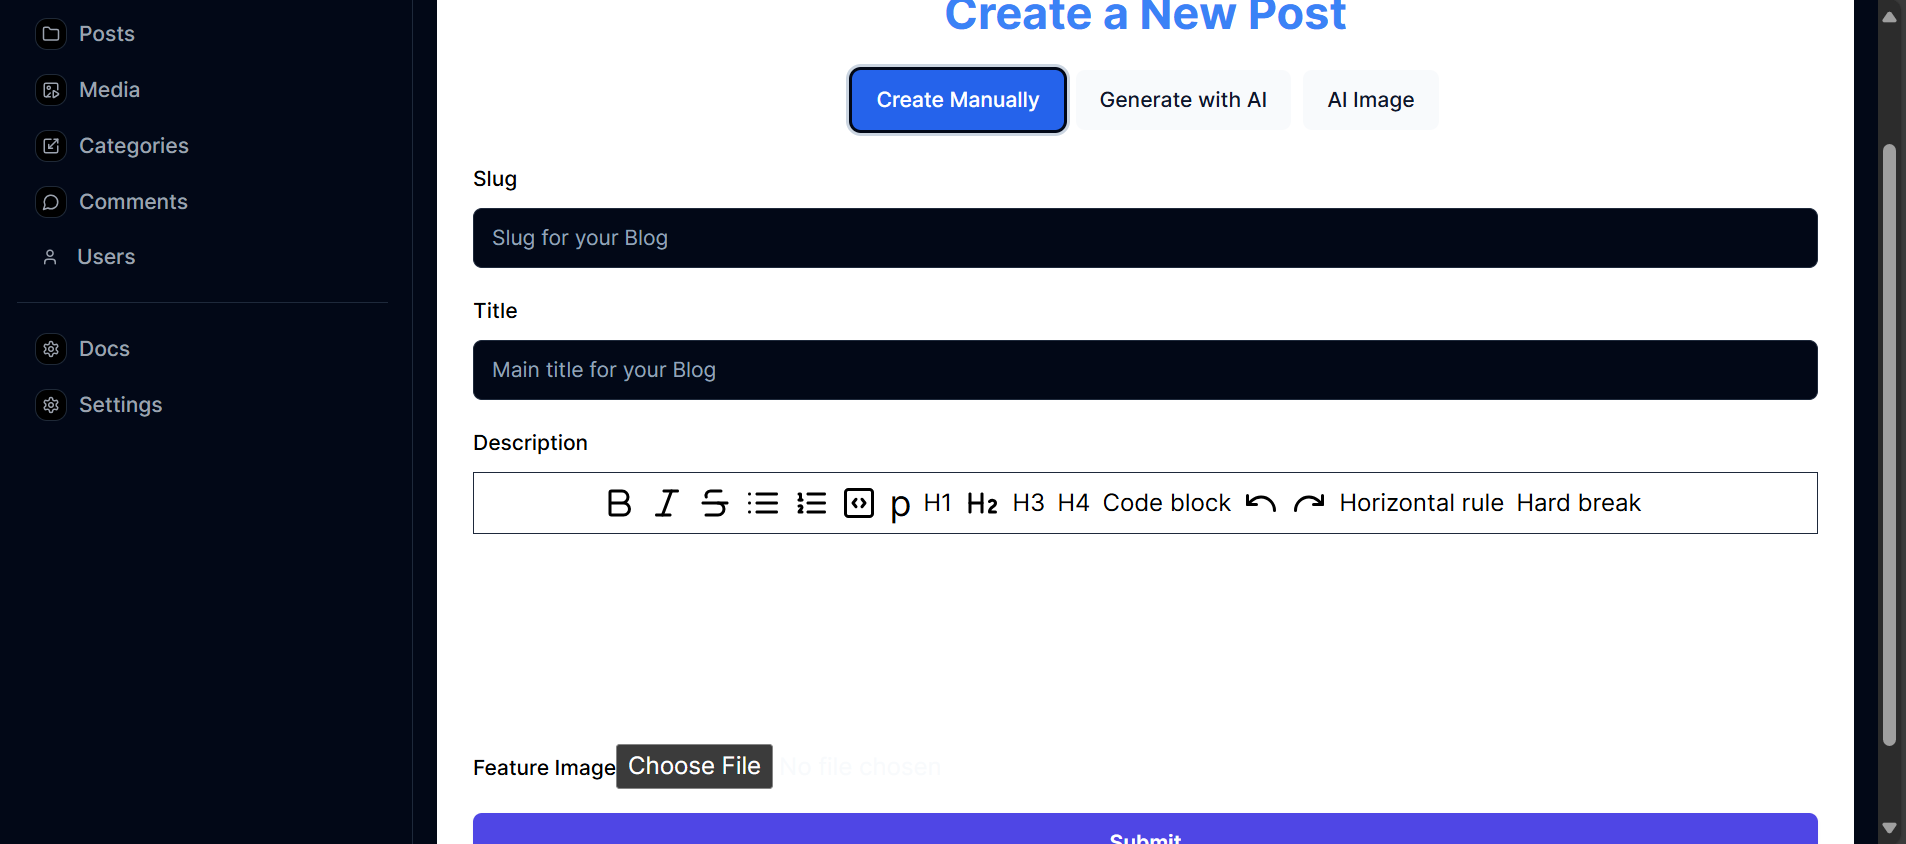 Posts
Media
Categories
Comments
Users
Docs
Settings
Create a New Post
Create Manually
Generate with AI
AI Image
Slug
Slug for your Blog
Title
Main title for your Blog
Description
p H1 H2 H3 H4 Code block Horizontal rule Hard break
Feature Image Choose File No file chosen
Submit